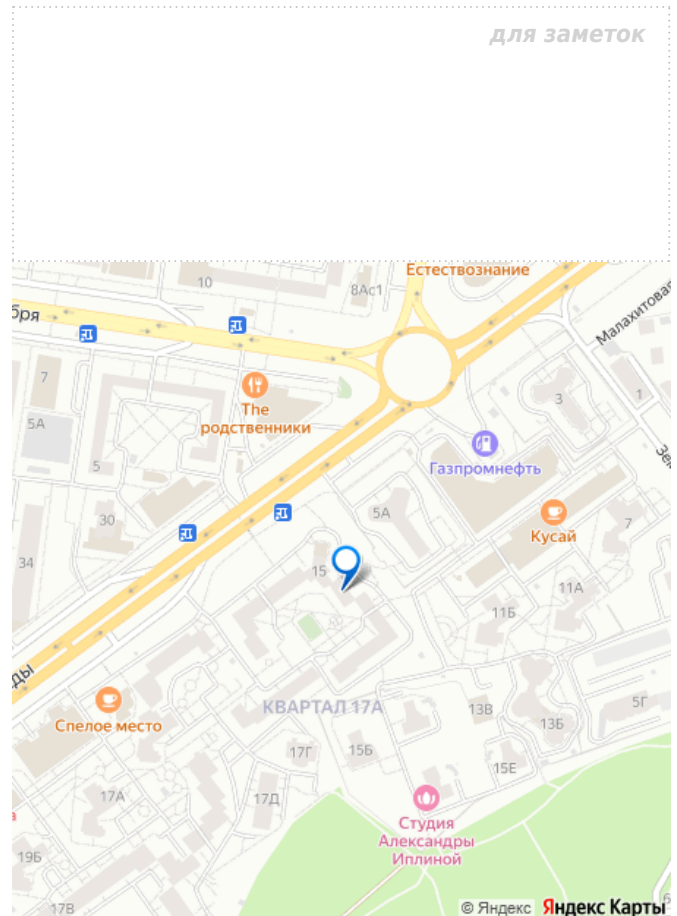 для заметок
Естествознание
10
8Ас1
бря
Малахитовая
7
The
родственники
3
1
5А
Зе
5
Газпромнефть
30
5А
Кусай
7
34
15
11А
11Б
ды
КВАРТАЛ 17А
Спелое место
13В
13Б
5Г
17Г
15Б
15Е
17А
17Д
Студия
Александры
Иплиной
а
19Б
17В
© Яндекс Яндекс Карты